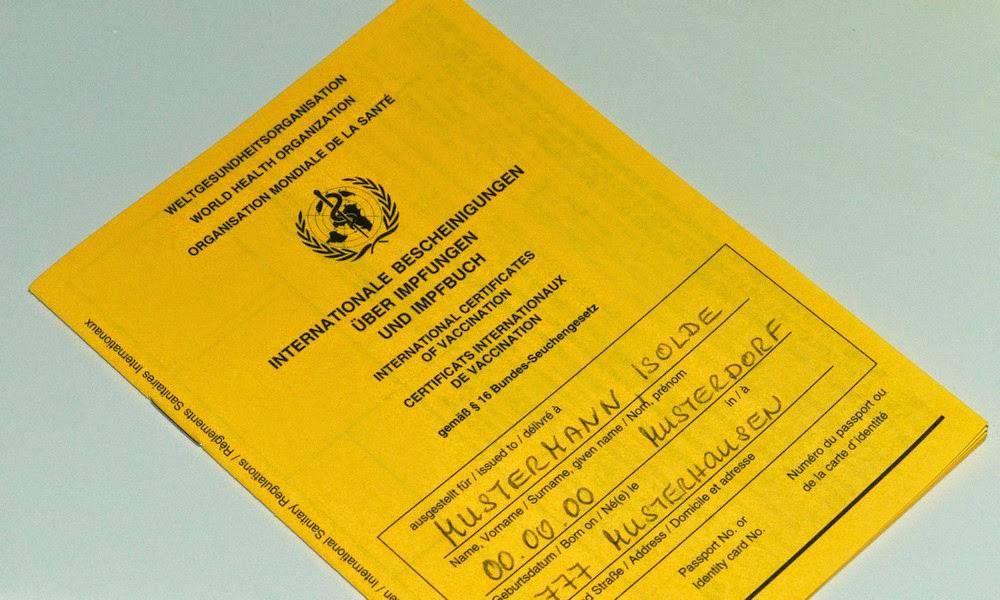 WELTGESUNDHEITSORGANISATION
WORLD HEALTH ORGANIZATION
ORGANISATION MONDIALE DE LA SANTÉ
INTERNATIONALE BESCHEINIGUNGEN
ÜBER IMPFUNGEN
UND IMPFBUCH
INTERNATIONAL CERTIFICATES
OF VACCINATION
CERTIFICATS INTERNATIONAUX
DE VACCINATION
gemäß § 16 Bundes-Seuchengesetz
ausgestellt für / issued to / délivré à
MUSTERMANN ISOLDE
Name, Vorname / Surname, given name / Nom, prénom
00.00.00 MUSTERDORF
Geburtsdatum / Born on / Né(e) le in / à
777 MUSTERHAUSEN
Straße / Address / Domicile et adresse
Passport No. or
Identity card No.
Numéro du passport ou
de la carte d'identité
/ International Sanitary Regulations / Règlements Sanitaires Internationaux